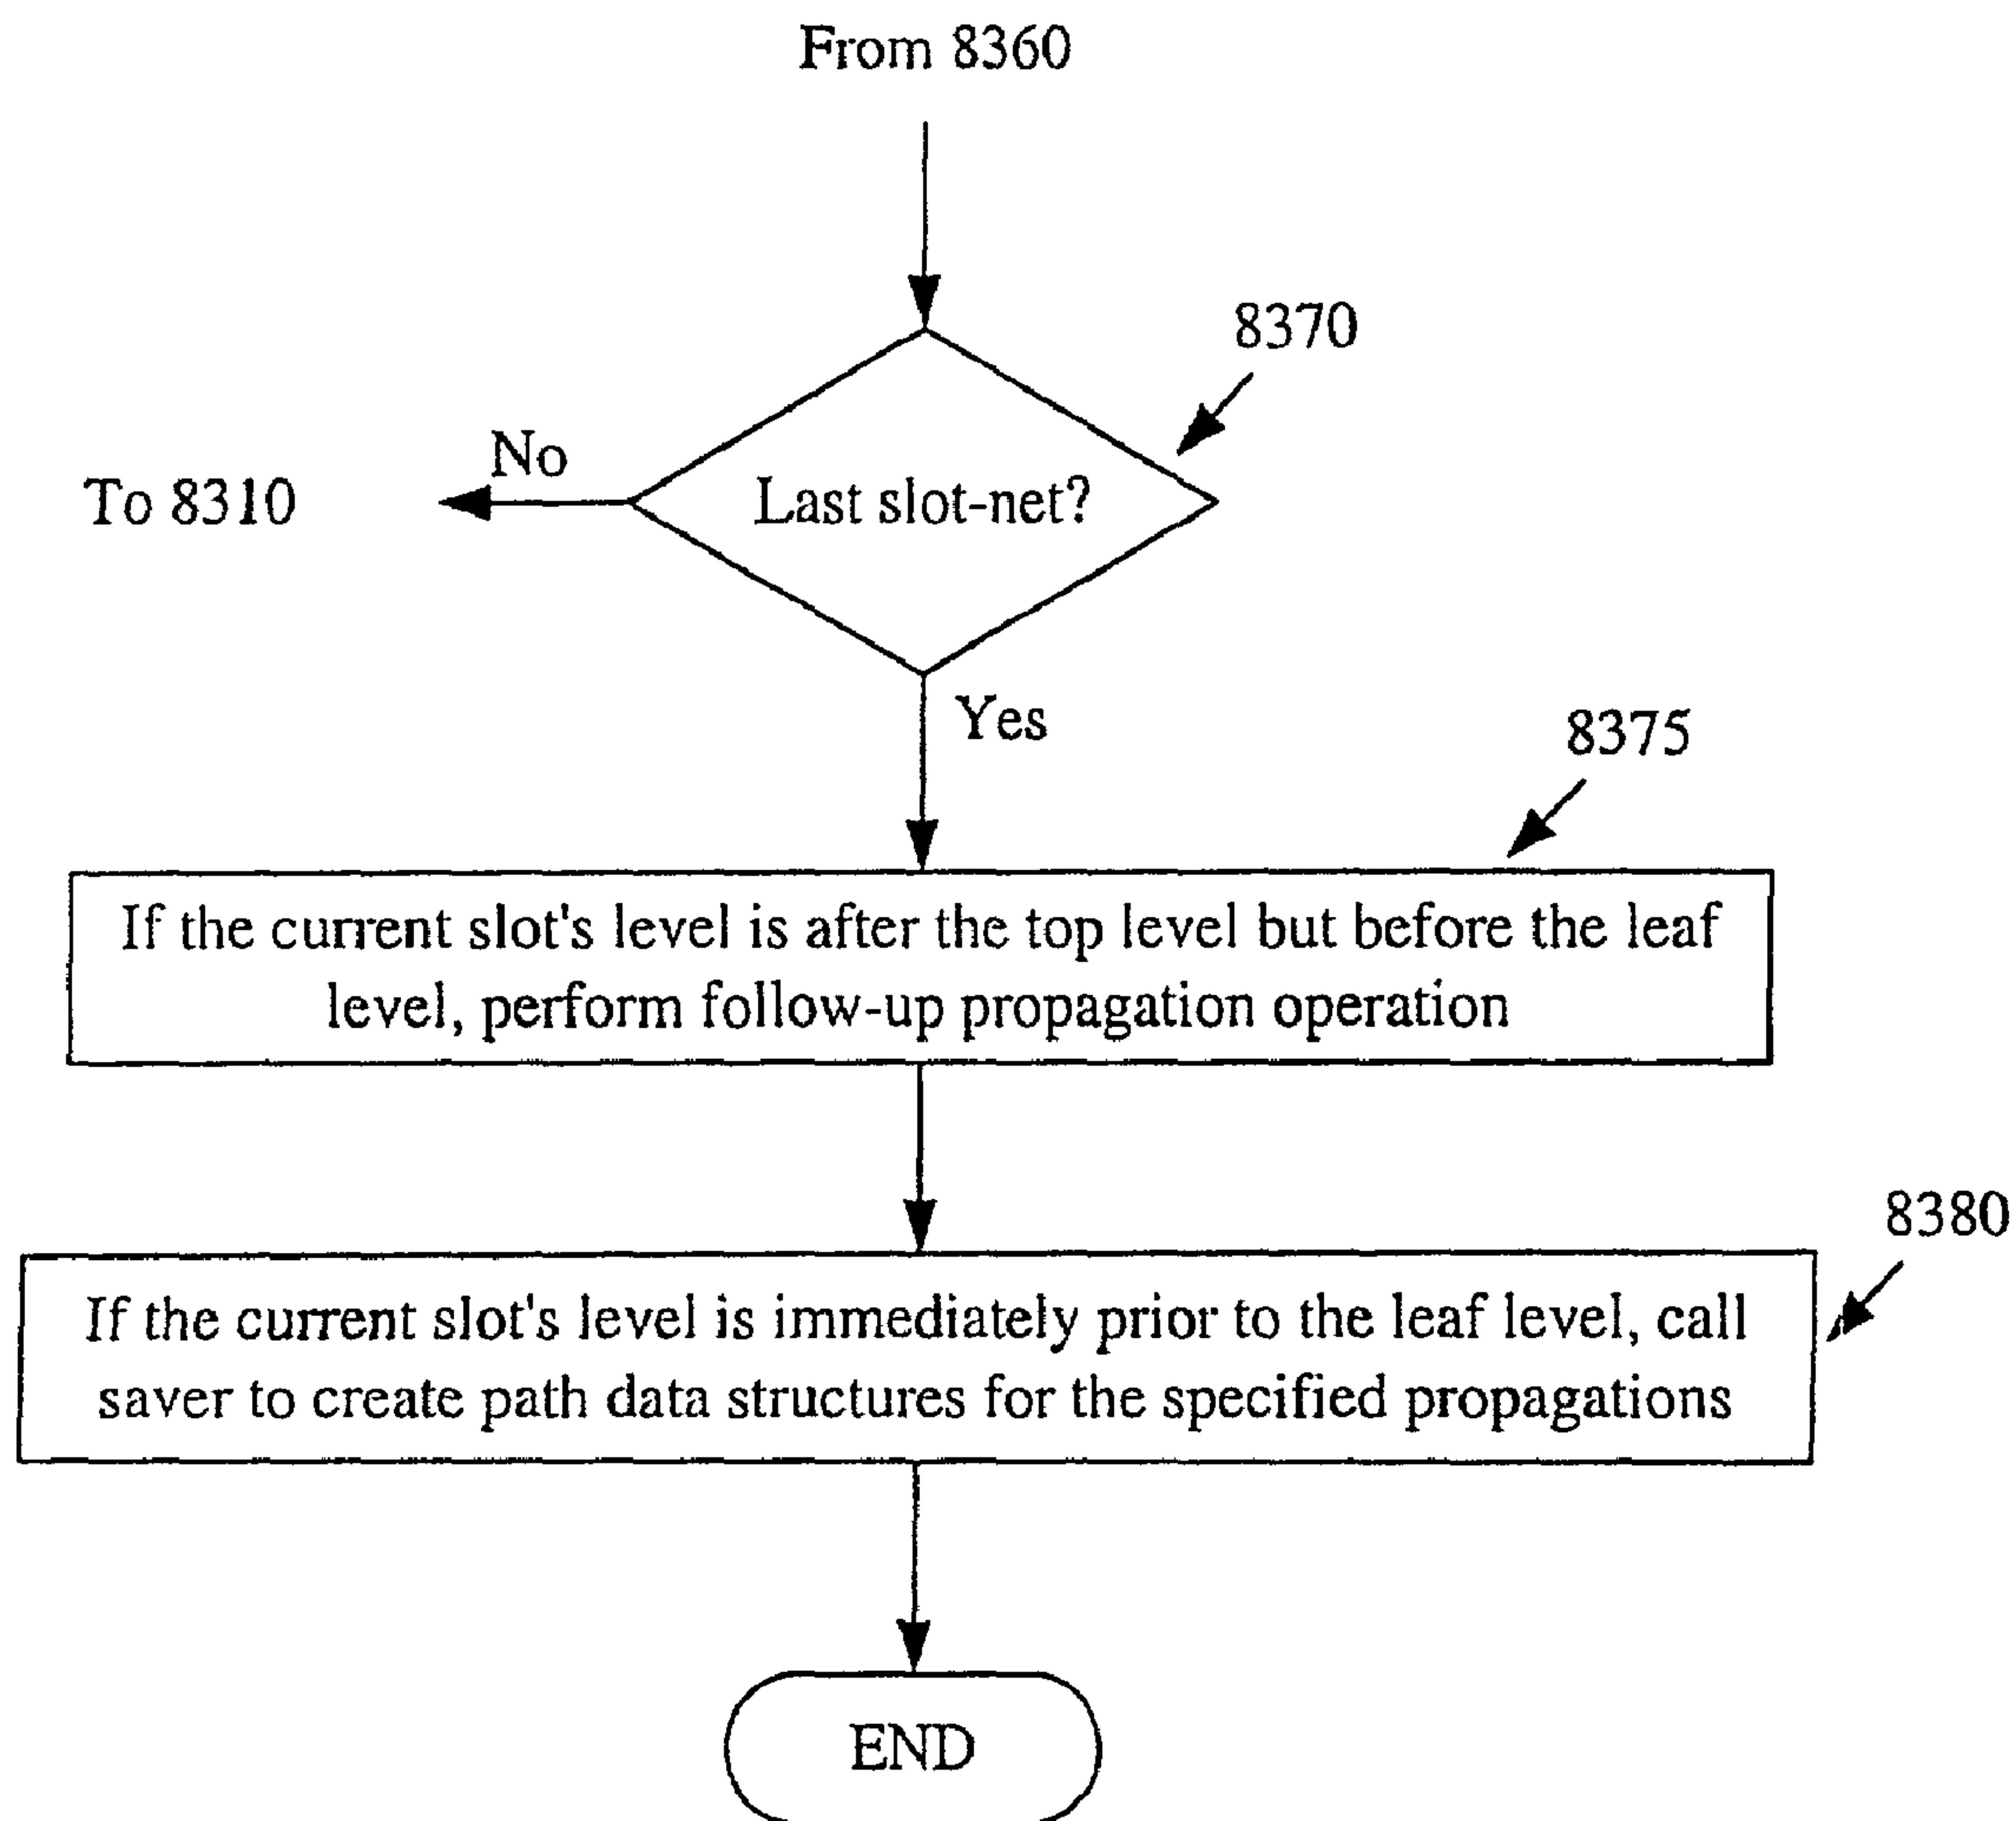 From 8360
8370
No
To 8310
Last slot-net?
Yes
8375
If the current slot's level is after the top level but before the leaf
level, perform follow-up propagation operation
8380
If the current slot's level is immediately prior to the leaf level, call
saver to create path data structures for the specified propagations
END